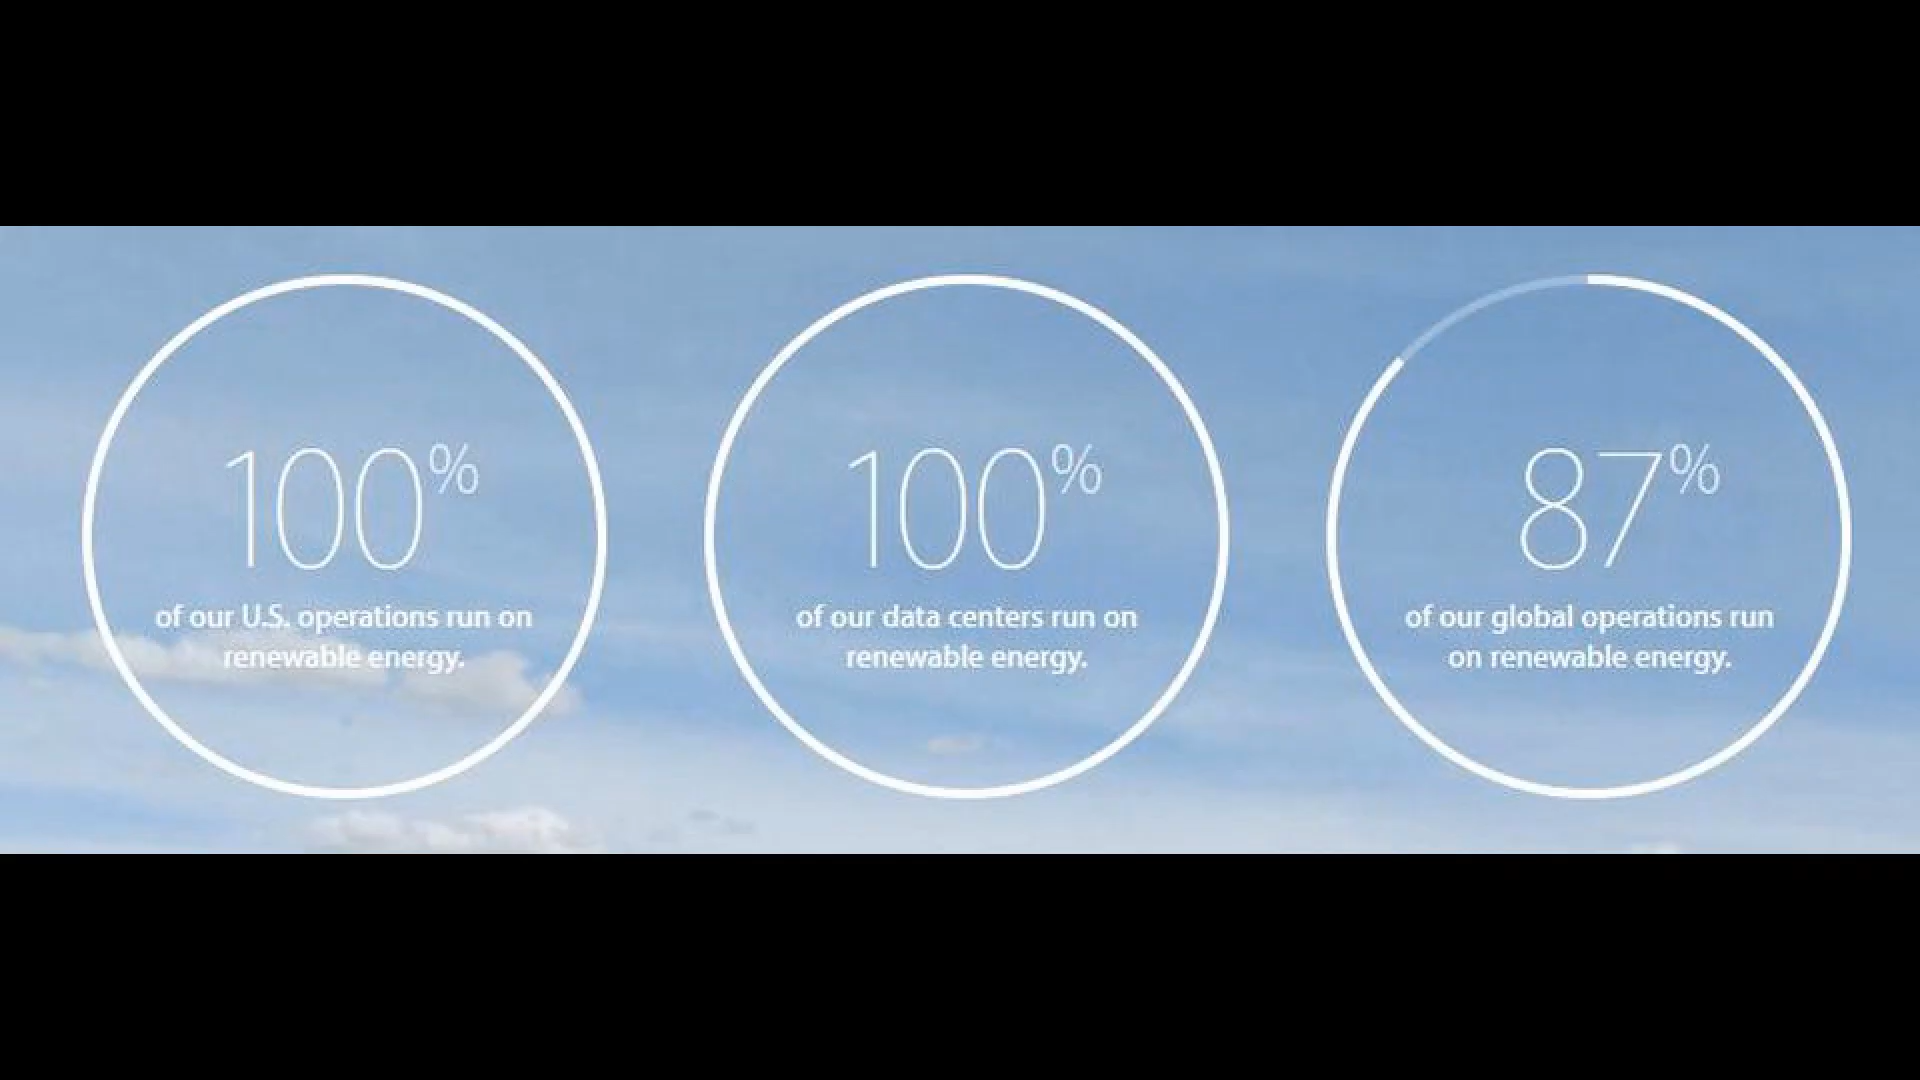 100%
of our U.S. operations run on
renewable energy.
100%
of our data centers run on
renewable energy.
87%
of our global operations run
on renewable energy.